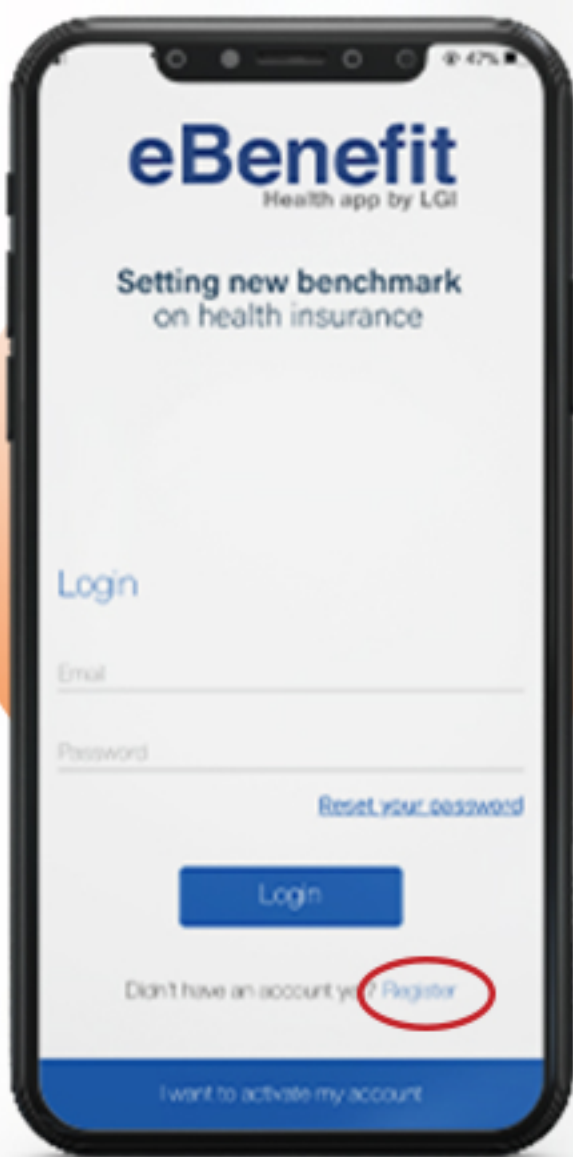 47%
eBenefit
Health app by LGI
Setting new benchmark
on health insurance
Login
Email
Password
Reset your password
Login
Didn't have an account yet? Register
I want to activate my account